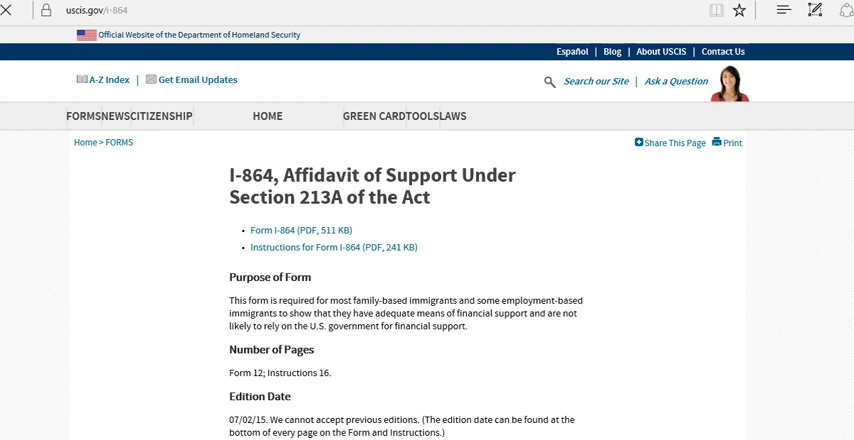 uscis.gov/i-864
Official Website of the Department of Homeland Security
Español | Blog | About USCIS | Contact Us
A-Z Index | Get Email Updates
Search our Site | Ask a Question
FORMSNEWSCITIZENSHIP HOME GREEN CARDTOOLSLAWS
Home > FORMS
Share This Page Print
I-864, Affidavit of Support Under
Section 213A of the Act
• Form I-864 (PDF, 511 KB)
• Instructions for Form I-864 (PDF, 241 KB)
Purpose of Form
This form is required for most family-based immigrants and some employment-based
immigrants to show that they have adequate means of financial support and are not
likely to rely on the U.S. government for financial support.
Number of Pages
Form 12; Instructions 16.
Edition Date
07/02/15. We cannot accept previous editions. (The edition date can be found at the
bottom of every page on the Form and Instructions.)